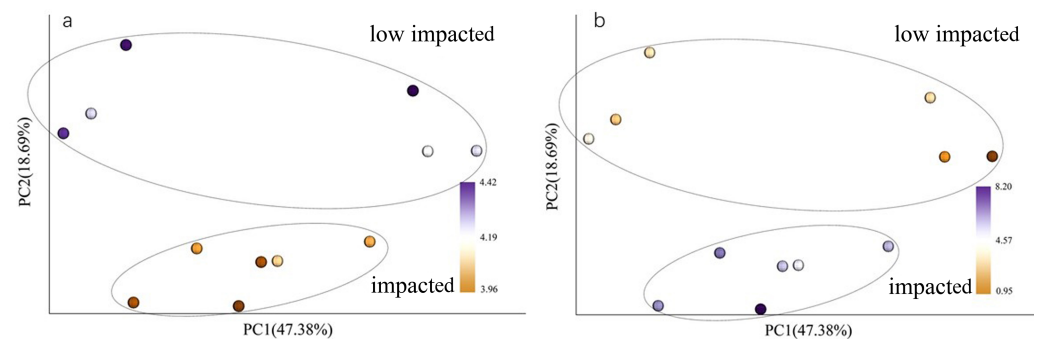 a
low impacted
PC2(18.69%)
4.42
4.19
3.96
impacted
PC1(47.38%)
b
low impacted
PC2(18.69%)
8.20
4.57
0.95
impacted
PC1(47.38%)